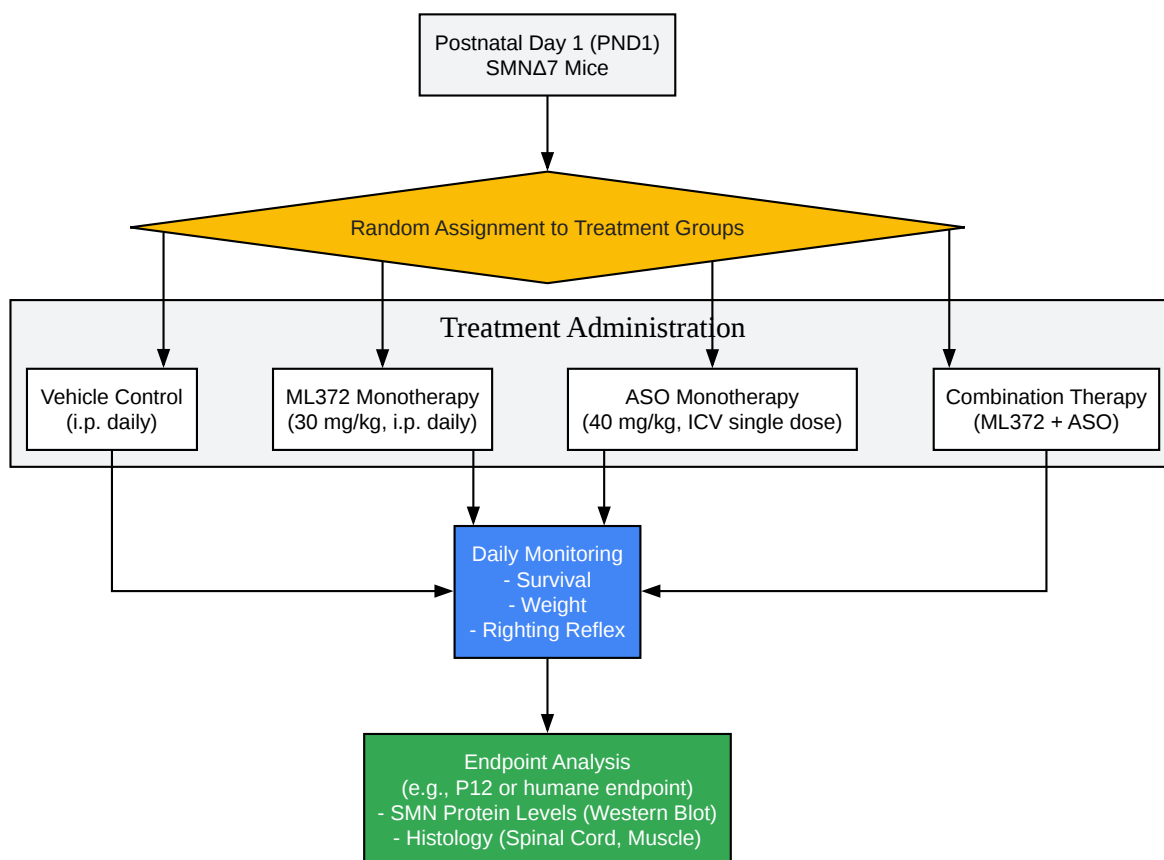 Postnatal Day 1 (PND1)
SMNΔ7 Mice
Random Assignment to Treatment Groups
Treatment Administration
Vehicle Control
(i.p. daily)
ML372 Monotherapy
(30 mg/kg, i.p. daily)
ASO Monotherapy
(40 mg/kg, ICV single dose)
Combination Therapy
(ML372 + ASO)
Daily Monitoring
- Survival
- Weight
- Righting Reflex
Endpoint Analysis
(e.g., P12 or humane endpoint)
- SMN Protein Levels (Western Blot)
- Histology (Spinal Cord, Muscle)